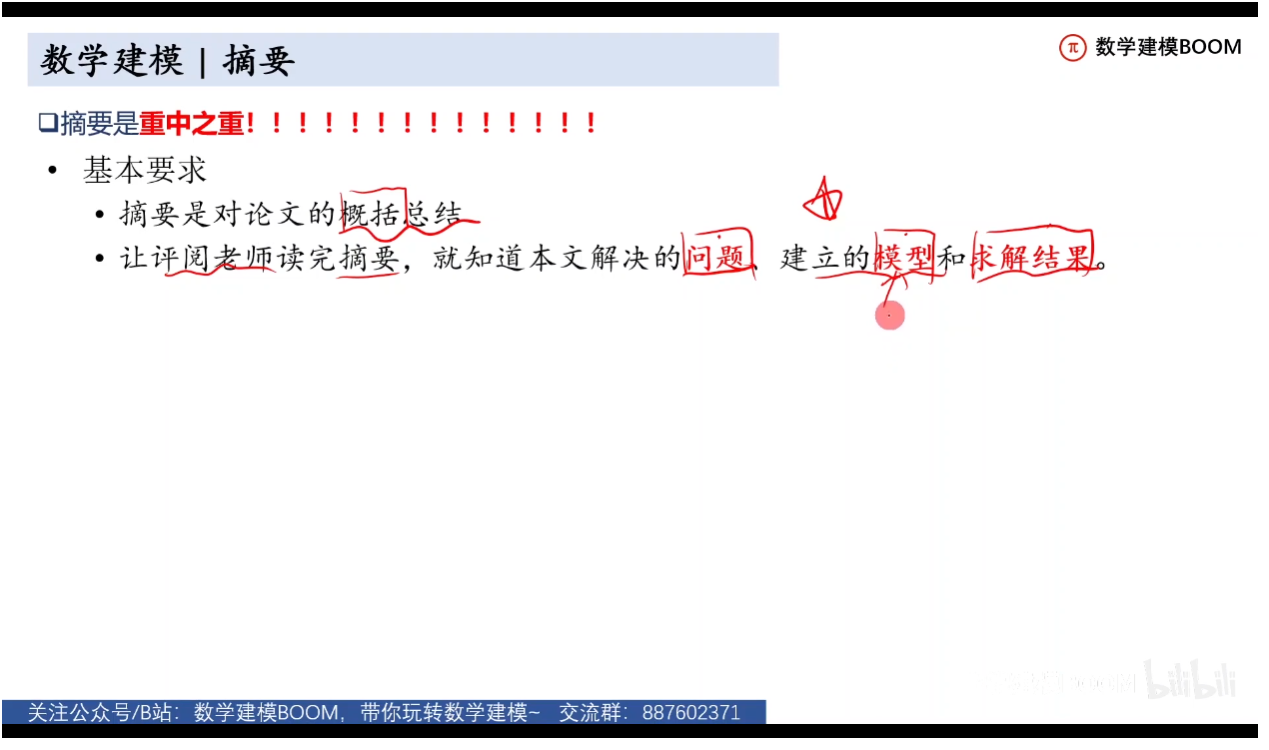 数学建模 | 摘要
π 数学建模BOOM
❑摘要是重中之重！！！！！！！！！！！！！！
• 基本要求
• 摘要是对论文的概括总结
• 让评阅老师读完摘要，就知道本文解决的问题、建立的模型和求解结果。
bilibili
关注公众号/B站：数学建模BOOM，带你玩转数学建模~ 交流群：887602371